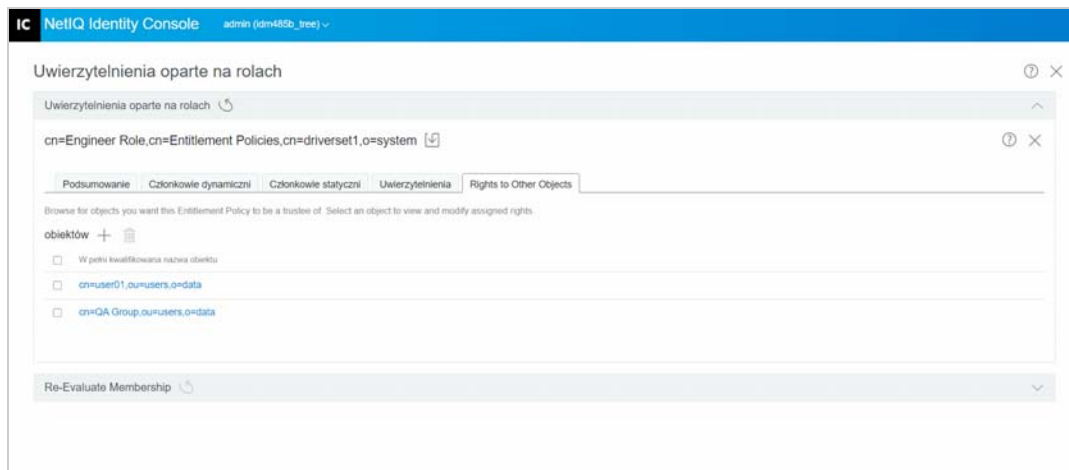 IC NetIQ Identity Console admin (idm485b_tree)
Uwierzytelnienia oparte na rolach
Uwierzytelnienia oparte na rolach
cn=Engineer Role,cn=Entitlement Policies,cn=driverset1,o=system
Podsumowanie Członkowie dynamiczni Członkowie statyczni Uwierzytelnienia Rights to Other Objects
Browse for objects you want this Entitlement Policy to be a trustee of. Select an object to view and modify assigned rights.
obiektów
W pełni kwalifikowana nazwa obiektu
cn=user01,ou=users,o=data
cn=QA Group,ou=users,o=data
Re-Evaluate Membership